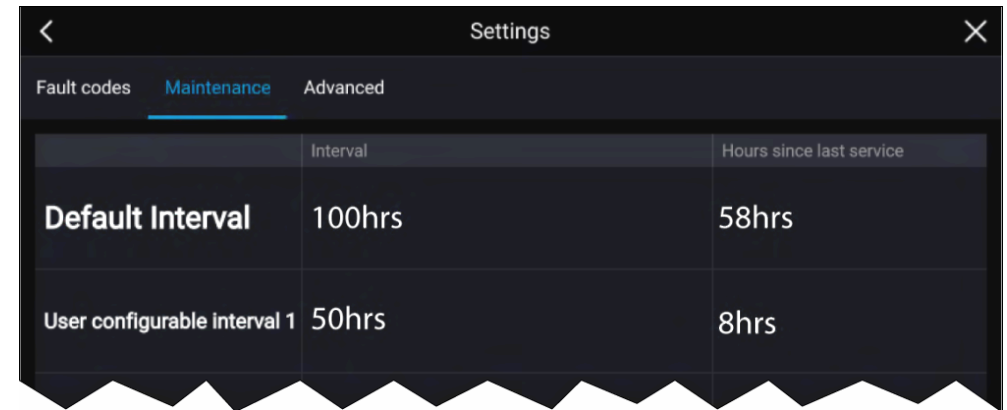 Settings
Fault codes Maintenance Advanced
Interval Hours since last service
Default Interval 100hrs 58hrs
User configurable interval 1 50hrs 8hrs